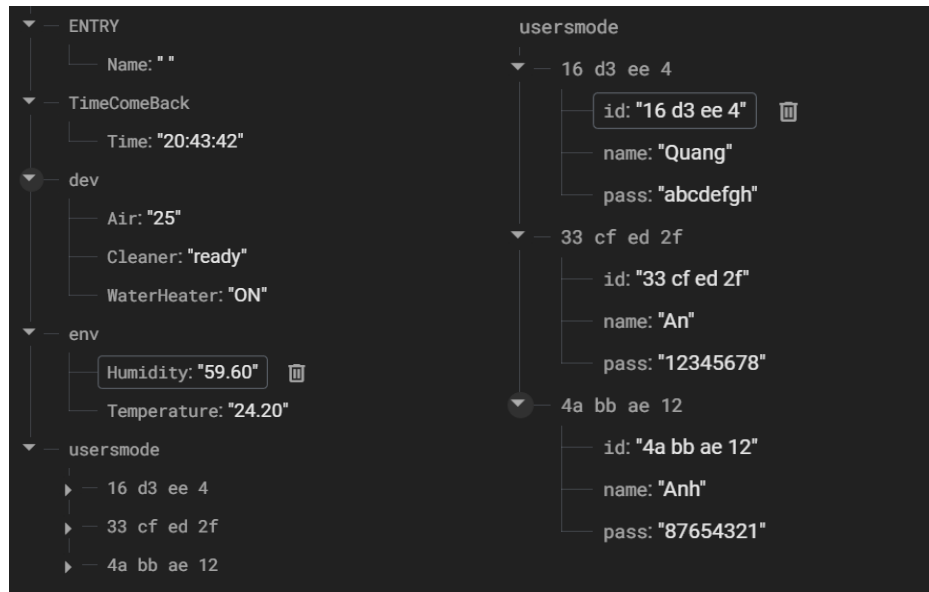 ENTRY
Name: " "
TimeComeBack
Time: "20:43:42"
dev
Air: "25"
Cleaner: "ready"
WaterHeater: "ON"
env
Humidity: "59.60"
Temperature: "24.20"
usersmode
16 d3 ee 4
33 cf ed 2f
4a bb ae 12
usersmode
16 d3 ee 4
id: "16 d3 ee 4"
name: "Quang"
pass: "abcdefgh"
33 cf ed 2f
id: "33 cf ed 2f"
name: "An"
pass: "12345678"
4a bb ae 12
id: "4a bb ae 12"
name: "Anh"
pass: "87654321"